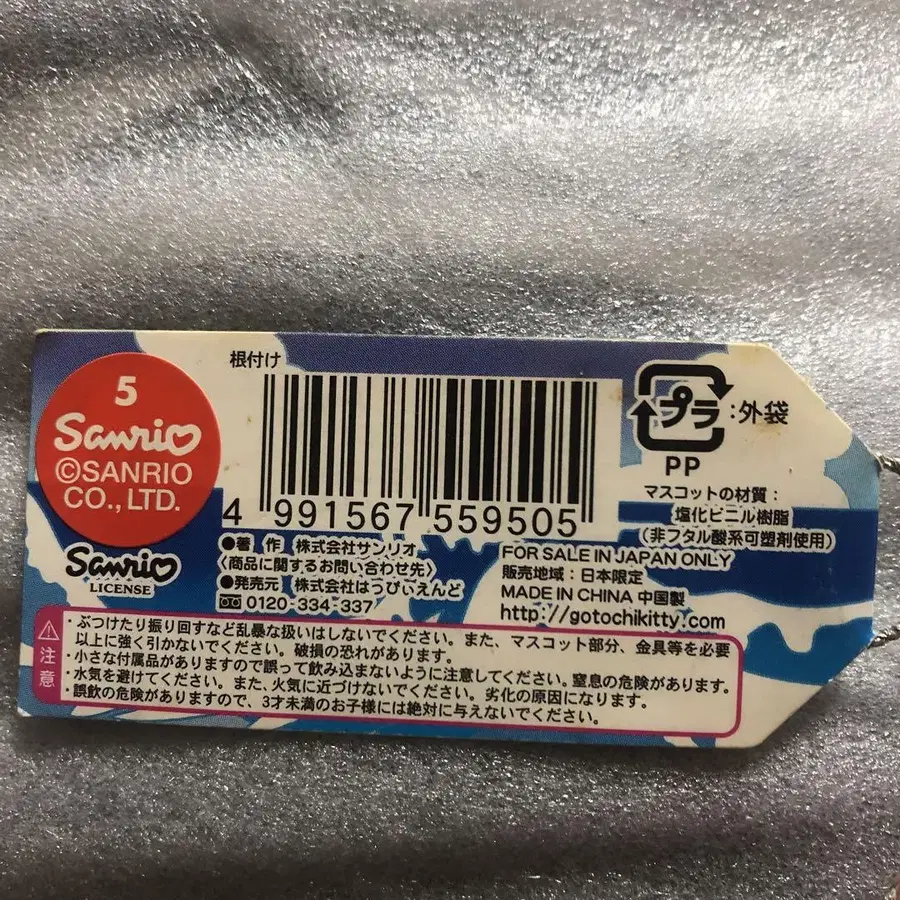 5
Sanrio
©SANRIO
CO.,LTD.
Sanrio
LICENSE
根付け
4 991567 559505
プラ:外袋
PP
マスコットの材質:
塩化ビニル樹脂
(非フタル酸系可塑剤使用)
●著 作 株式会社サンリオ
〈商品に関するお問い合わせ先〉
●発売元 株式会社はうぴぃえんど
0120-334-337
FOR SALE IN JAPAN ONLY
販売地域:日本限定
MADE IN CHINA 中国製
http://gotochikitty.com
注意
・ぶつけたり振り回すなど乱暴な扱いはしないでください。また、マスコット部分、金具等を必要
以上に強く引かないでください。破損の恐れがあります。
・小さな付属品がありますので誤って飲み込まないように注意してください。窒息の危険があります。
・水気を避けてください。また、火気に近づけないでください。劣化の原因になります。
・誤飲の危険がありますので、3才未満のお子様には絶対に与えないでください。